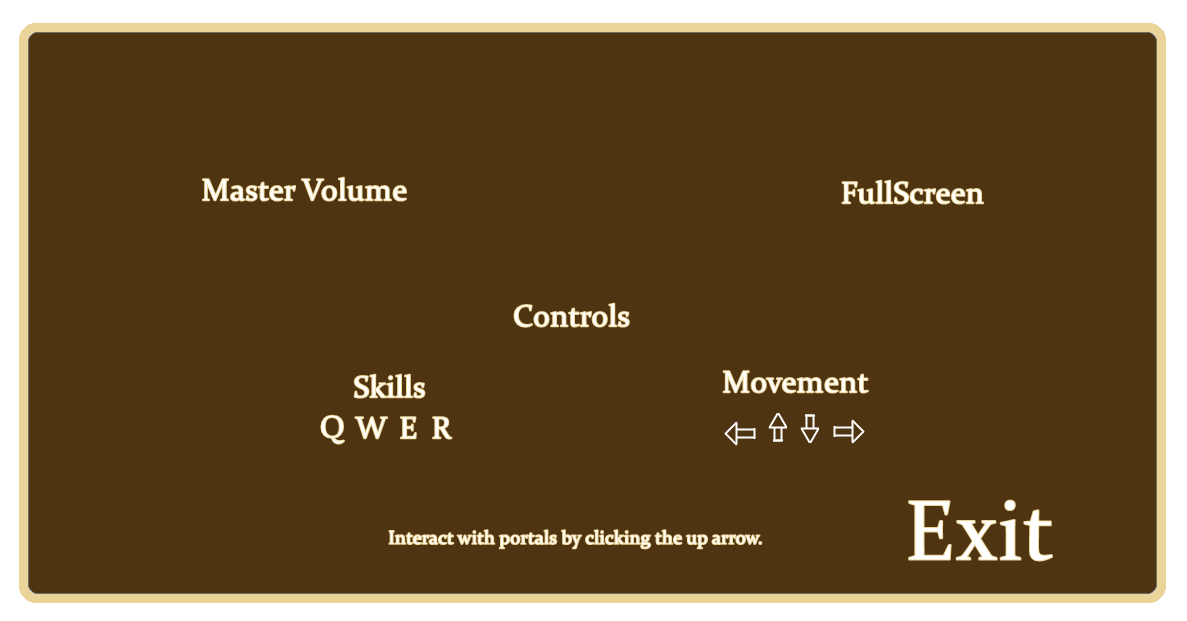 Master Volume
FullScreen
Controls
Skills
Movement
Q W E R
Interact with portals by clicking the up arrow.
Exit